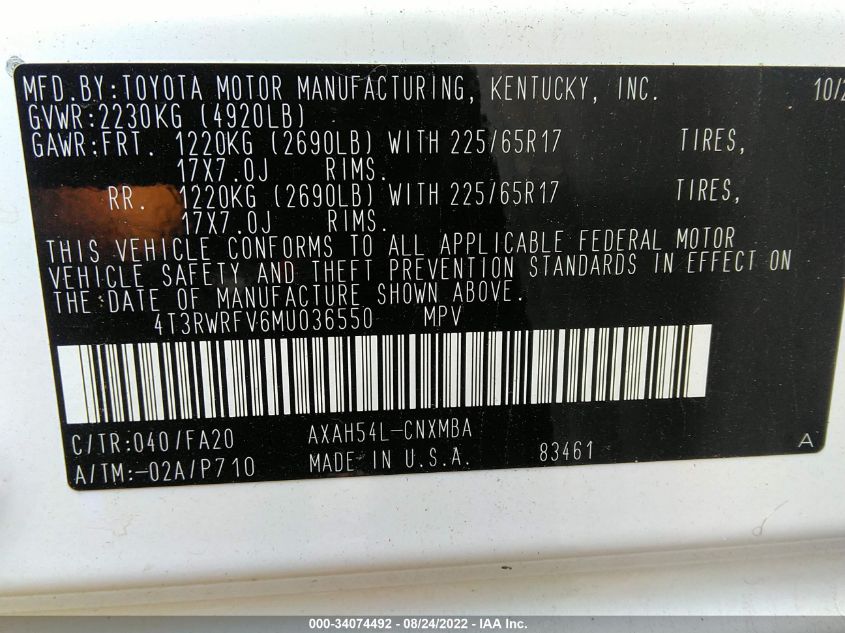 MFD.BY:TOYOTA MOTOR MANUFACTURING, KENTUCKY, INC. 10/2
GVWR:2230KG (4920LB)
GAWR:FRT. 1220KG (2690LB) WITH 225/65R17 TIRES,
17X7.0J RIMS.
RR. 1220KG (2690LB) WITH 225/65R17 TIRES,
17X7.0J RIMS.
THIS VEHICLE CONFORMS TO ALL APPLICABLE FEDERAL MOTOR
VEHICLE SAFETY AND THEFT PREVENTION STANDARDS IN EFFECT ON
THE DATE OF MANUFACTURE SHOWN ABOVE.
4T3RWRFV6MU036550 MPV
C/TR:040/FA20 AXAH54L-CNXMBA
A/TM:-02A/P710 MADE IN U.S.A. 83461 A
000-34074492 - 08/24/2022 - IAA Inc.